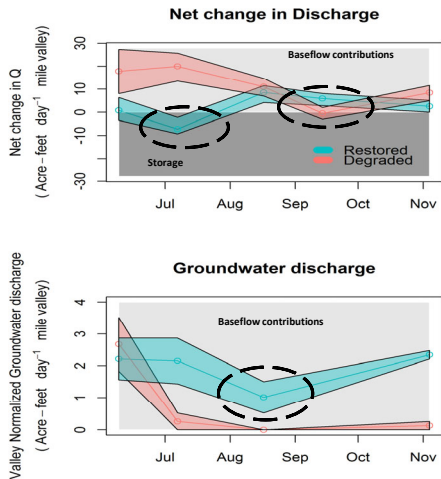 Net change in Discharge
Net change in Q
( Acre−feet day⁻¹ mile valley)
30
10
-10
-30
Baseflow contributions
Storage
Restored
Degraded
Jul Aug Sep Oct Nov
Groundwater discharge
Valley Normalized Groundwater discharge
( Acre−feet day⁻¹ mile valley)
4
3
2
1
0
Baseflow contributions
Jul Aug Sep Oct Nov